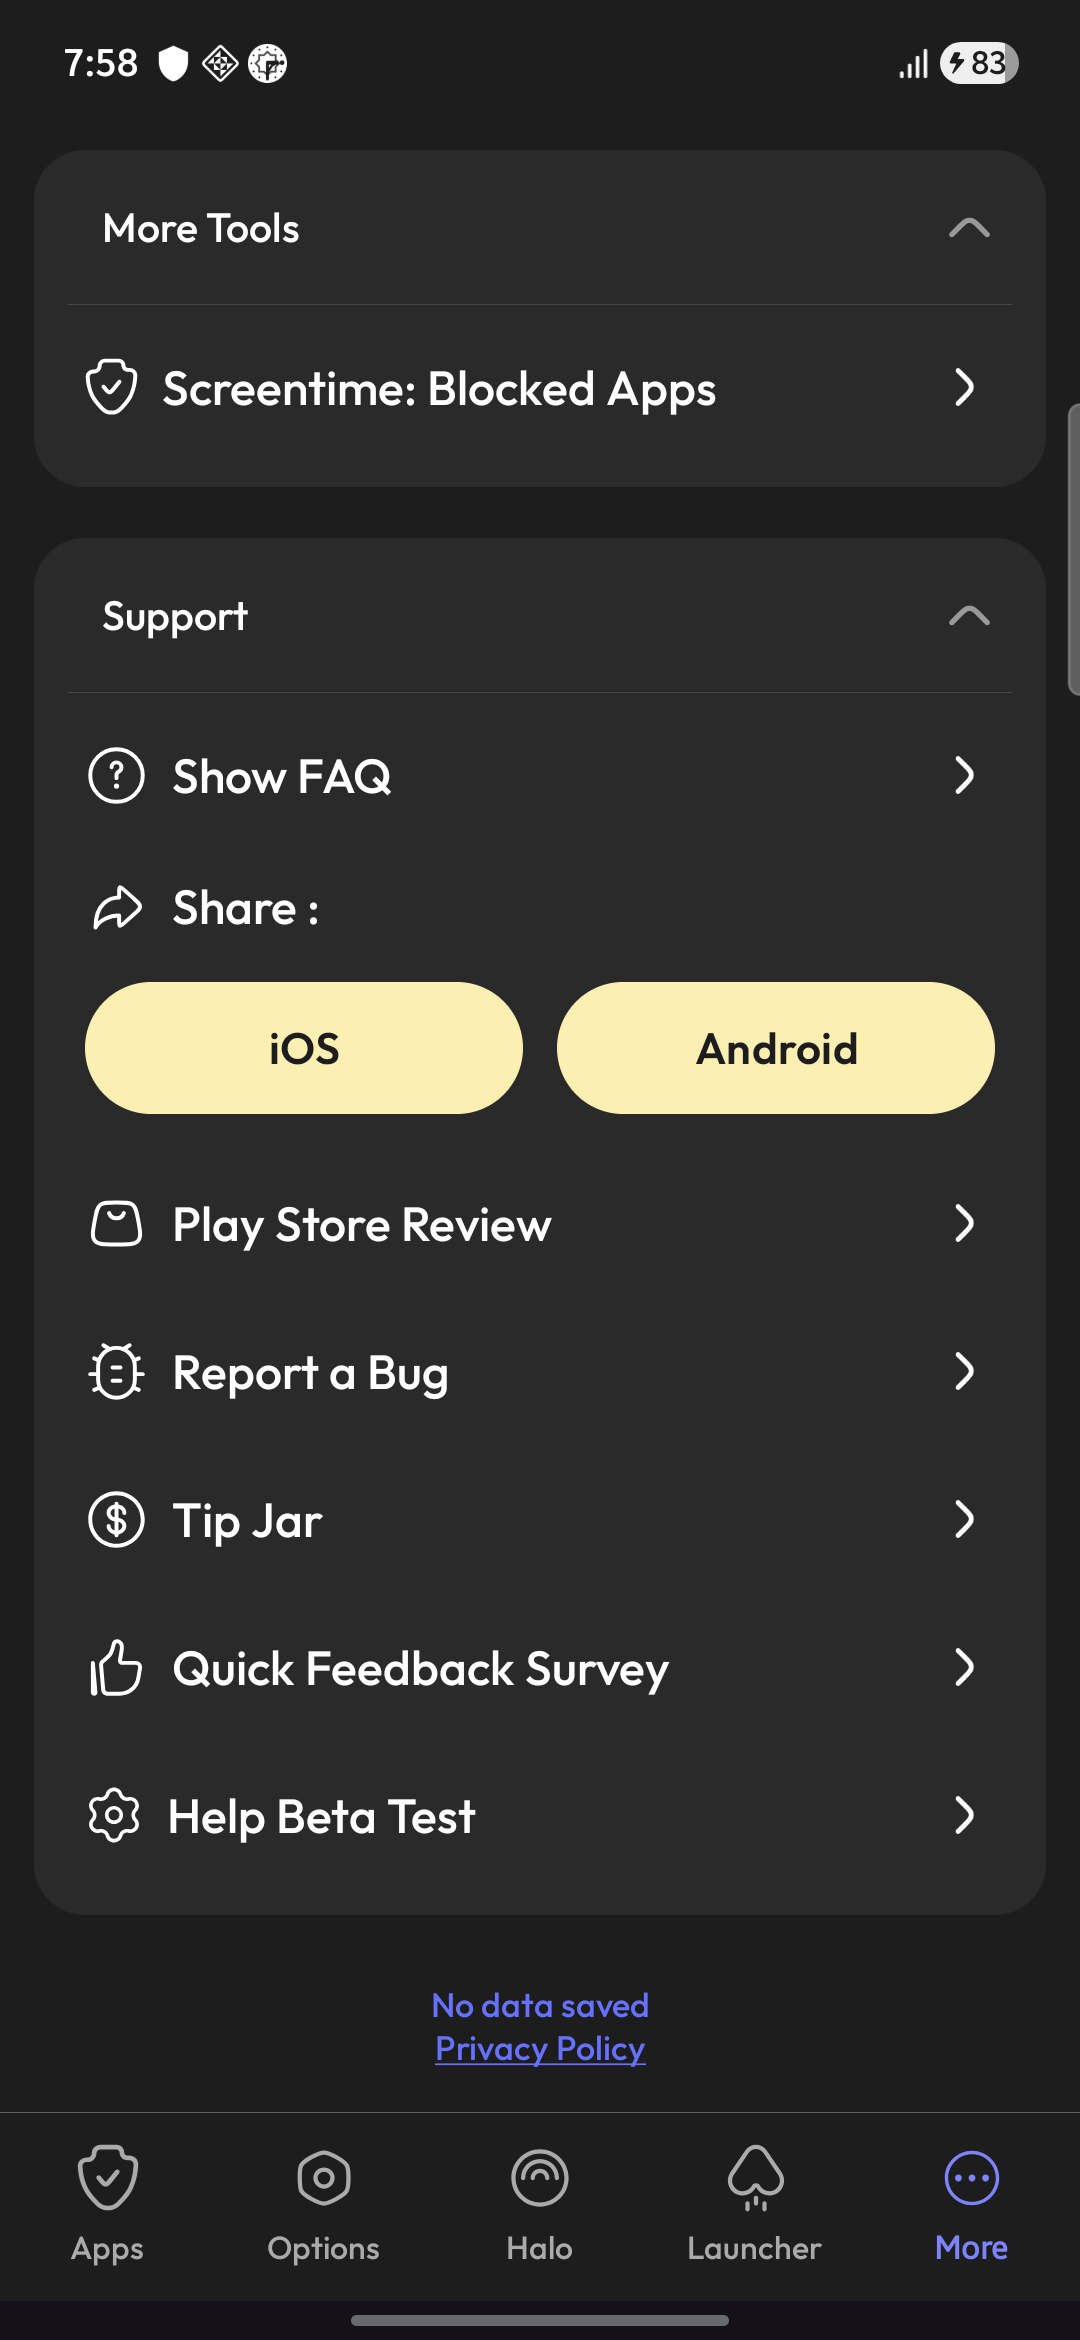 7:58
83
More Tools
Screentime: Blocked Apps
Support
Show FAQ
Share :
iOS
Android
Play Store Review
Report a Bug
Tip Jar
Quick Feedback Survey
Help Beta Test
No data saved
Privacy Policy
Apps
Options
Halo
Launcher
More